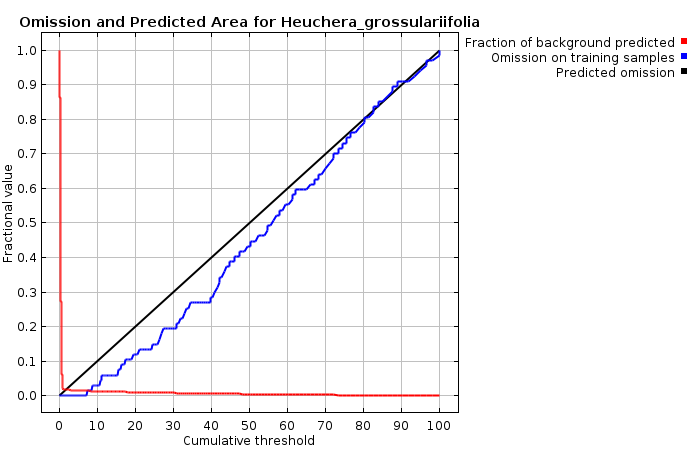 Omission and Predicted Area for Heuchera_grossulariifolia
Fraction of background predicted
Omission on training samples
Predicted omission
Fractional value
1.0
0.9
0.8
0.7
0.6
0.5
0.4
0.3
0.2
0.1
0.0
0 10 20 30 40 50 60 70 80 90 100
Cumulative threshold